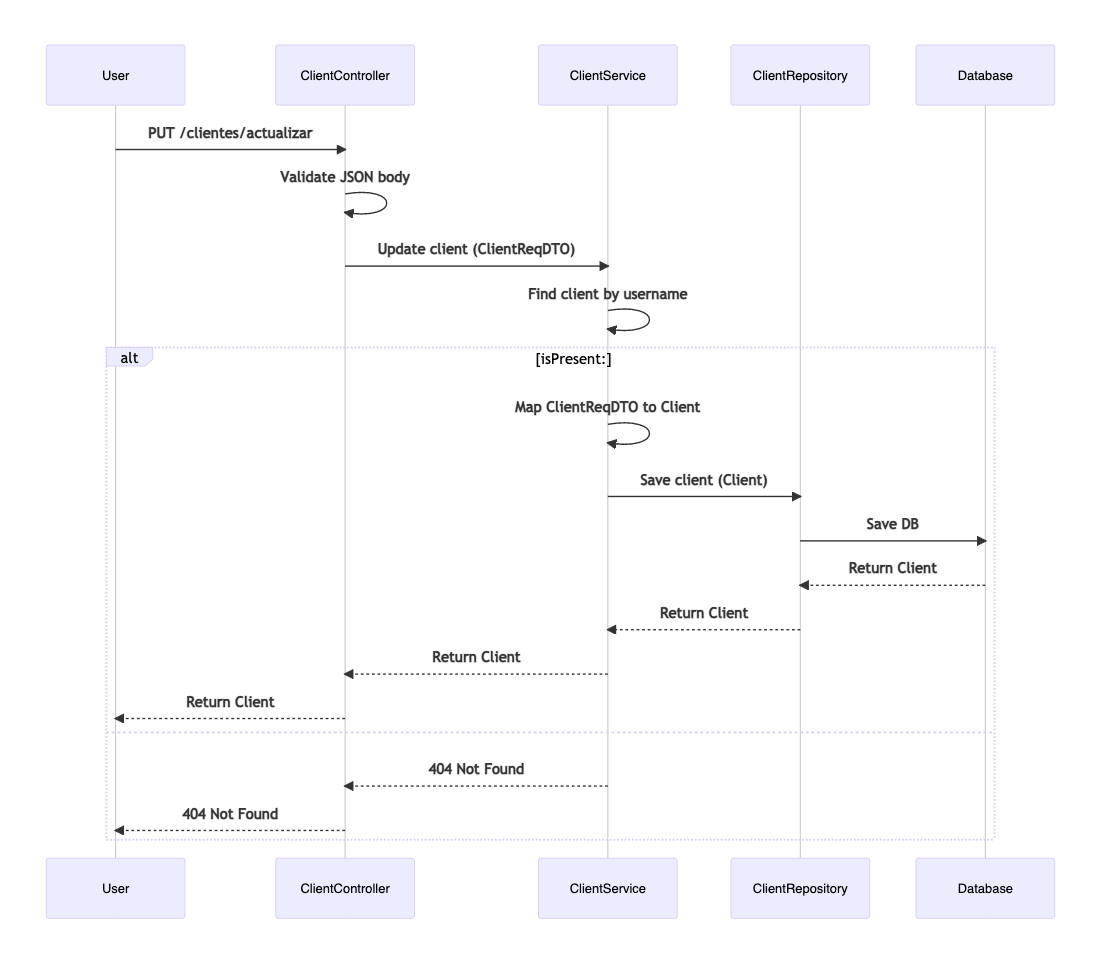 User
ClientController
ClientService
ClientRepository
Database
PUT /clientes/actualizar
Validate JSON body
Update client (ClientReqDTO)
Find client by username
alt
[isPresent:]
Map ClientReqDTO to Client
Save client (Client)
Save DB
Return Client
Return Client
Return Client
Return Client
404 Not Found
404 Not Found
User
ClientController
ClientService
ClientRepository
Database